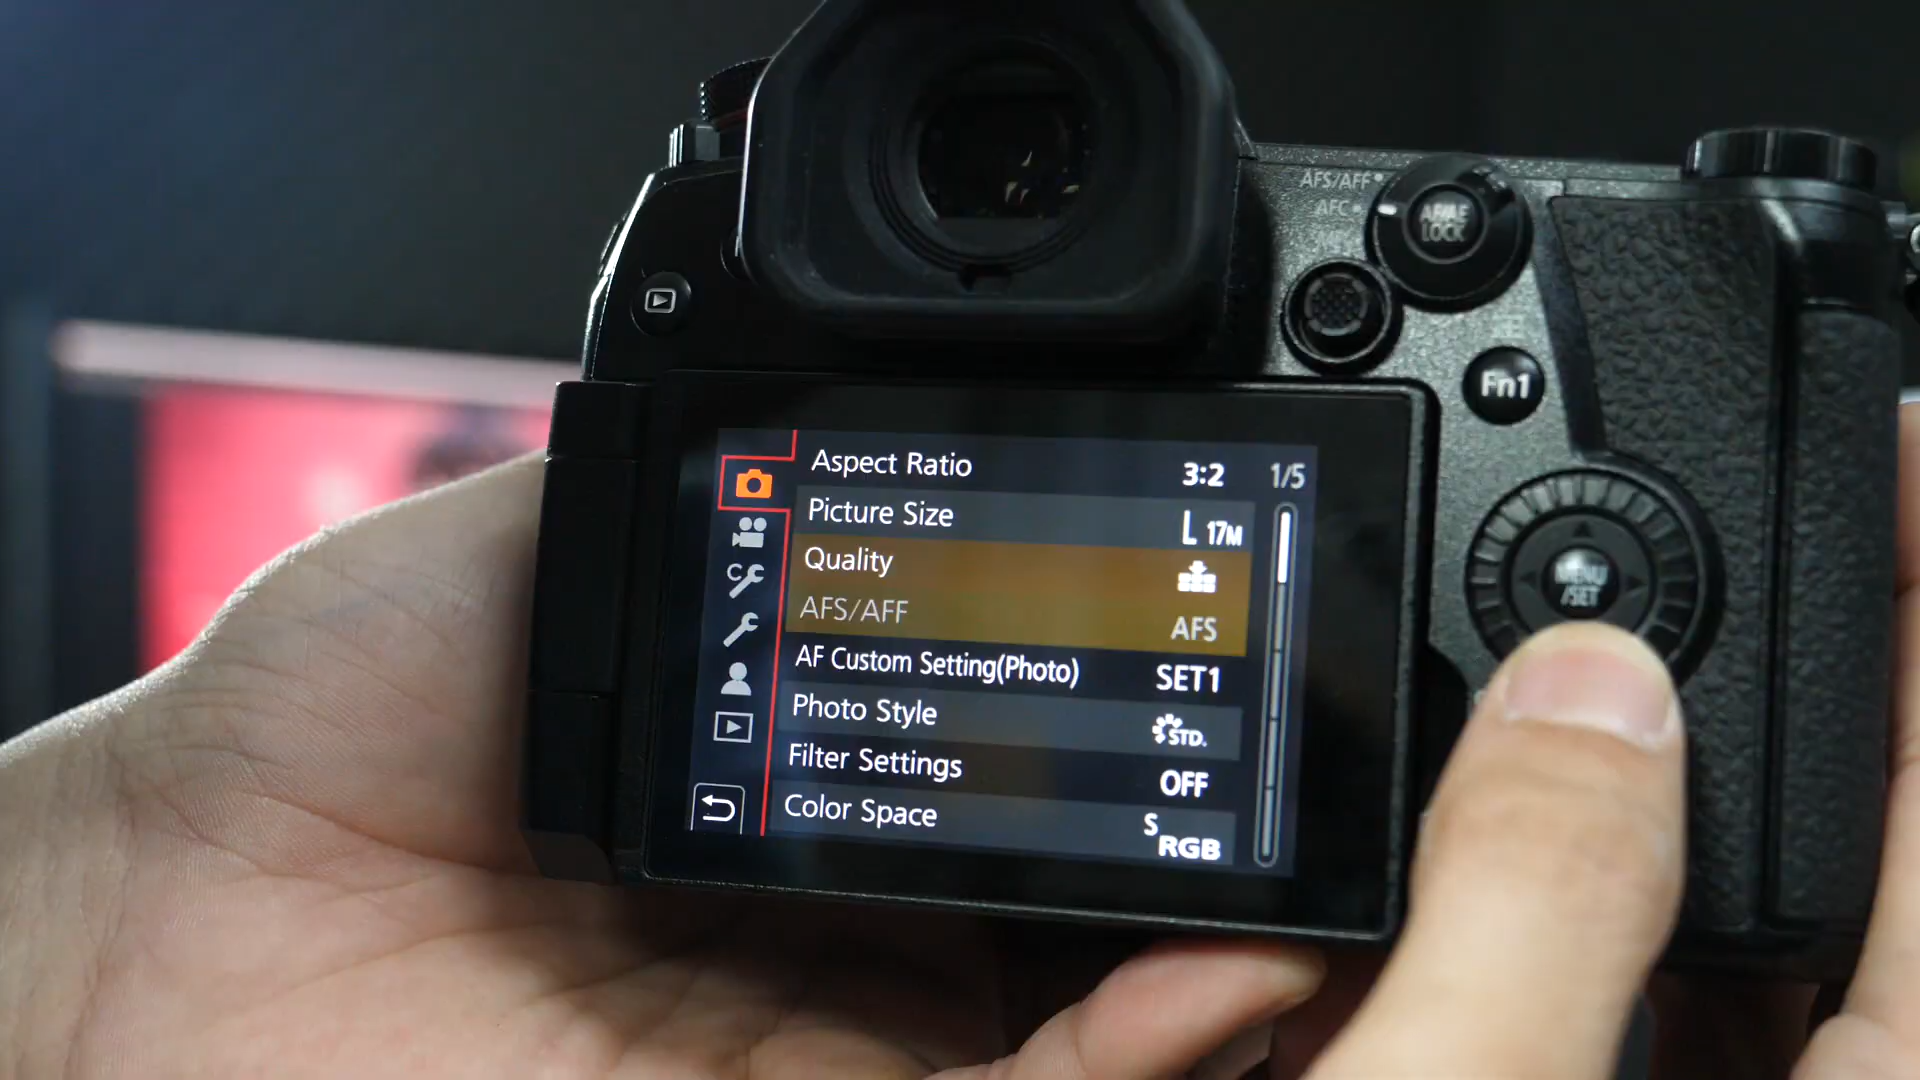 AFS/AFF
AFC
AF/AE
LOCK
Fn1
MENU
/SET
Aspect Ratio 3:2 1/5
Picture Size L 17M
Quality
AFS/AFF AFS
AF Custom Setting(Photo) SET1
Photo Style STD.
Filter Settings OFF
Color Space sRGB
C